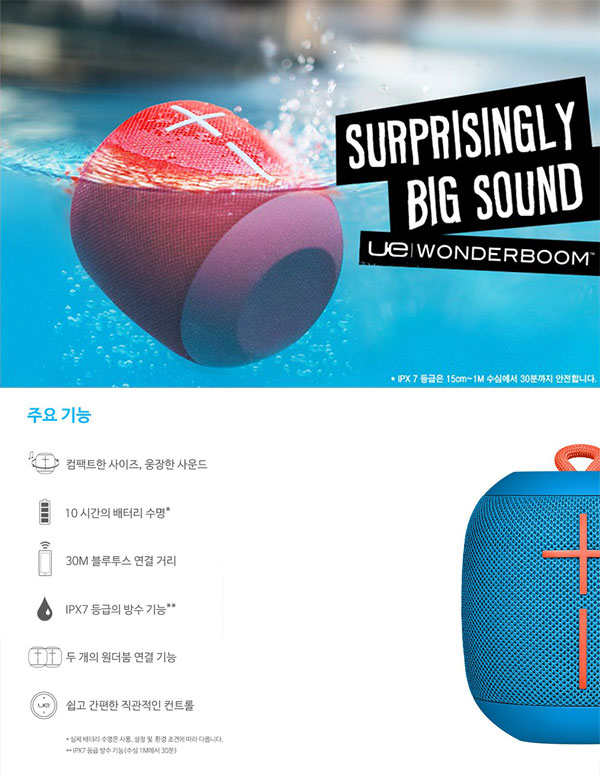 SURPRISINGLY
BIG SOUND
ue WONDERBOOM™
* IPX 7 등급은 15cm~1M 수심에서 30분까지 안전합니다.
주요 기능
컴팩트한 사이즈, 웅장한 사운드
10 시간의 배터리 수명*
30M 블루투스 연결 거리
IPX7 등급의 방수 기능**
두 개의 원더붐 연결 기능
ue
쉽고 간편한 직관적인 컨트롤
* 실제 배터리 수명은 사용, 설정 및 환경 조건에 따라 다릅니다.
** IPX7 등급 방수 기능 (수심 1M에서 30분)